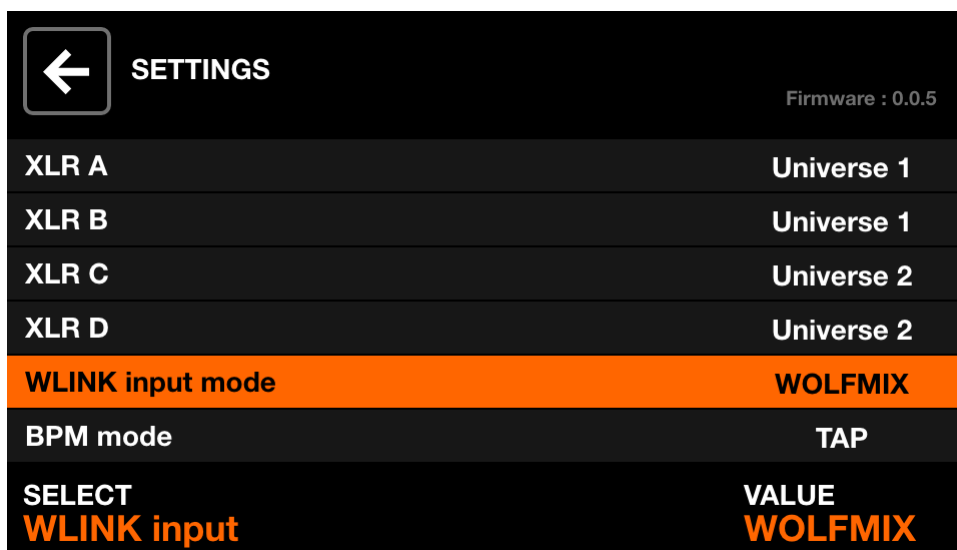 SETTINGS
Firmware : 0.0.5
XLR A Universe 1
XLR B Universe 1
XLR C Universe 2
XLR D Universe 2
WLINK input mode WOLFMIX
BPM mode TAP
SELECT VALUE
WLINK input WOLFMIX